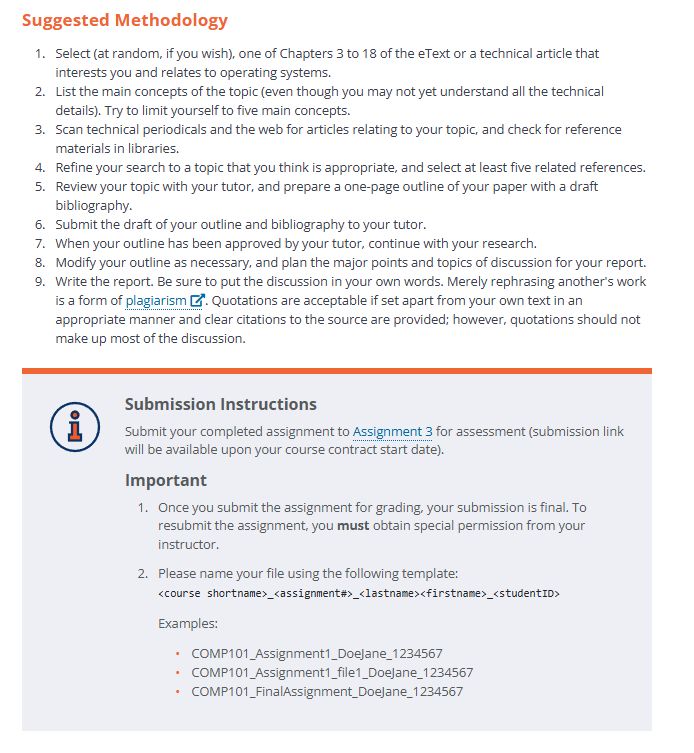 Suggested Methodology
1. Select (at random, if you wish), one of Chapters 3 to 18 of the eText or a technical article that
interests you and relates to operating systems.
2. List the main concepts of the topic (even though you may not yet understand all the technical
details). Try to limit yourself to five main concepts.
3. Scan technical periodicals and the web for articles relating to your topic, and check for reference
materials in libraries.
4. Refine your search to a topic that you think is appropriate, and select at least five related references.
5. Review your topic with your tutor, and prepare a one-page outline of your paper with a draft
bibliography.
6. Submit the draft of your outline and bibliography to your tutor.
7. When your outline has been approved by your tutor, continue with your research.
8. Modify your outline as necessary, and plan the major points and topics of discussion for your report.
9. Write the report. Be sure to put the discussion in your own words. Merely rephrasing another's work
is a form of plagiarism. Quotations are acceptable if set apart from your own text in an
appropriate manner and clear citations to the source are provided; however, quotations should not
make up most of the discussion.
Submission Instructions
Submit your completed assignment to Assignment 3 for assessment (submission link
will be available upon your course contract start date).
Important
1. Once you submit the assignment for grading, your submission is final. To
resubmit the assignment, you must obtain special permission from your
instructor.
2. Please name your file using the following template:
<course shortname>_<assignment#>_<lastname><firstname>_<studentID>
Examples:
• COMP101_Assignment1_DoeJane_1234567
• COMP101_Assignment1_file1_DoeJane_1234567
• COMP101_FinalAssignment_DoeJane_1234567